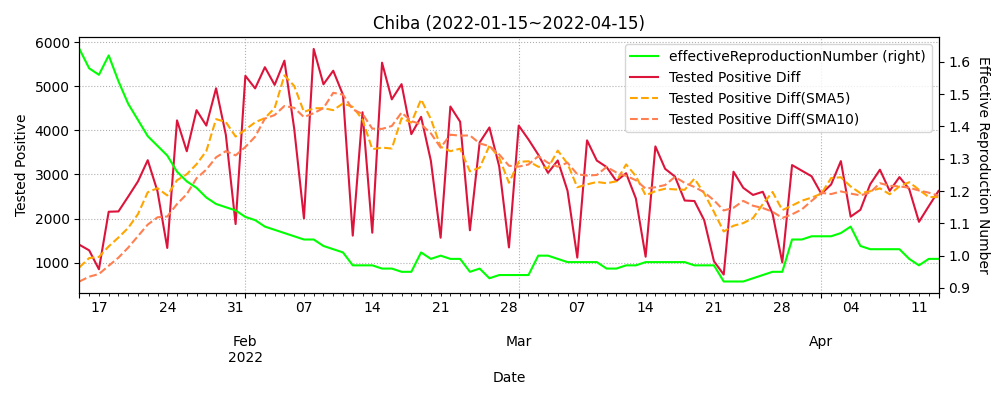 Chiba (2022-01-15~2022-04-15)
effectiveReproductionNumber (right)
Tested Positive Diff
Tested Positive Diff(SMA5)
Tested Positive Diff(SMA10)
Tested Positive
6000
5000
4000
3000
2000
1000
Effective Reproduction Number
1.6
1.5
1.4
1.3
1.2
1.1
1.0
0.9
17 24 31 07 14 21 28 07 14 21 28 04 11
Feb Mar Apr
2022
Date